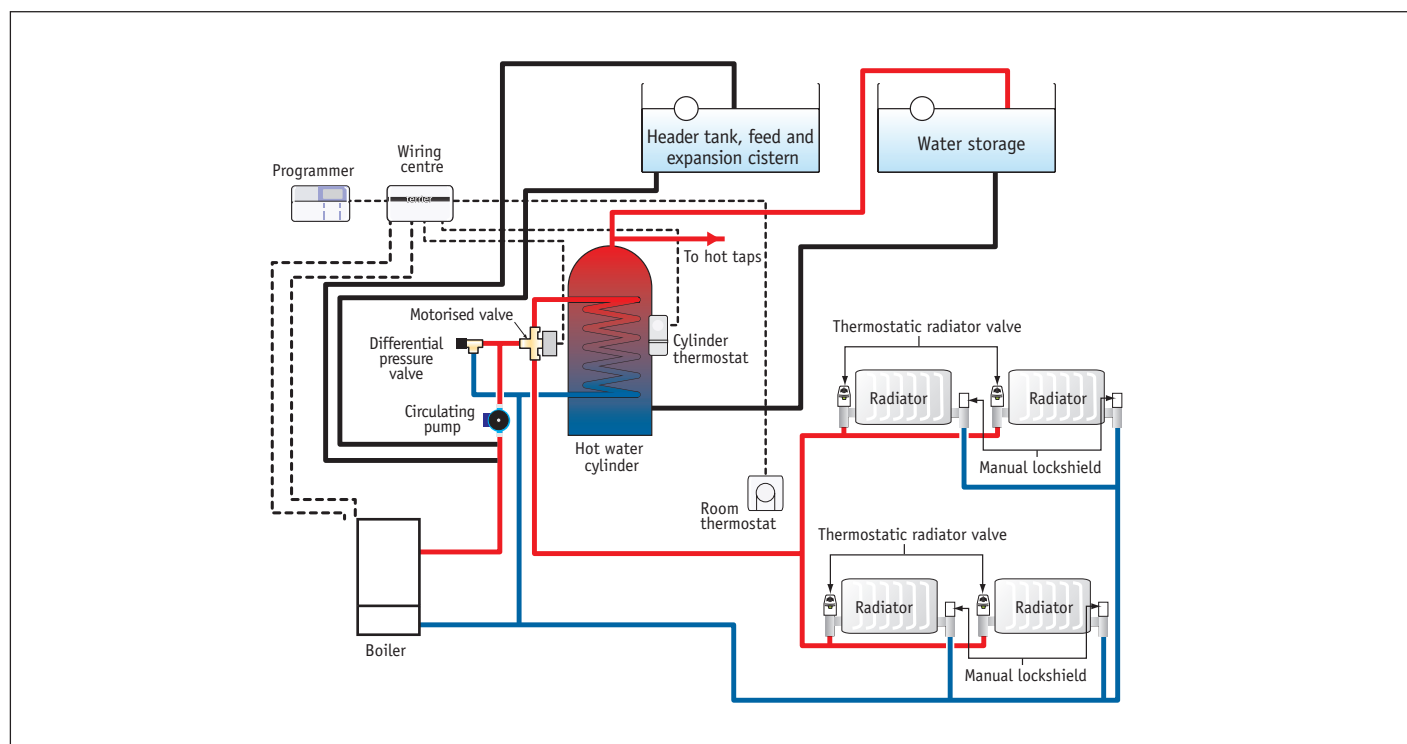 Header tank, feed and
expansion cistern
Water storage
Wiring
centre
Programmer
terrier
To hot taps
Motorised valve
Differential
pressure
valve
Cylinder
thermostat
Circulating
pump
Hot water
cylinder
Thermostatic radiator valve
Radiator
Radiator
Manual lockshield
Room
thermostat
Thermostatic radiator valve
Radiator
Radiator
Manual lockshield
Boiler